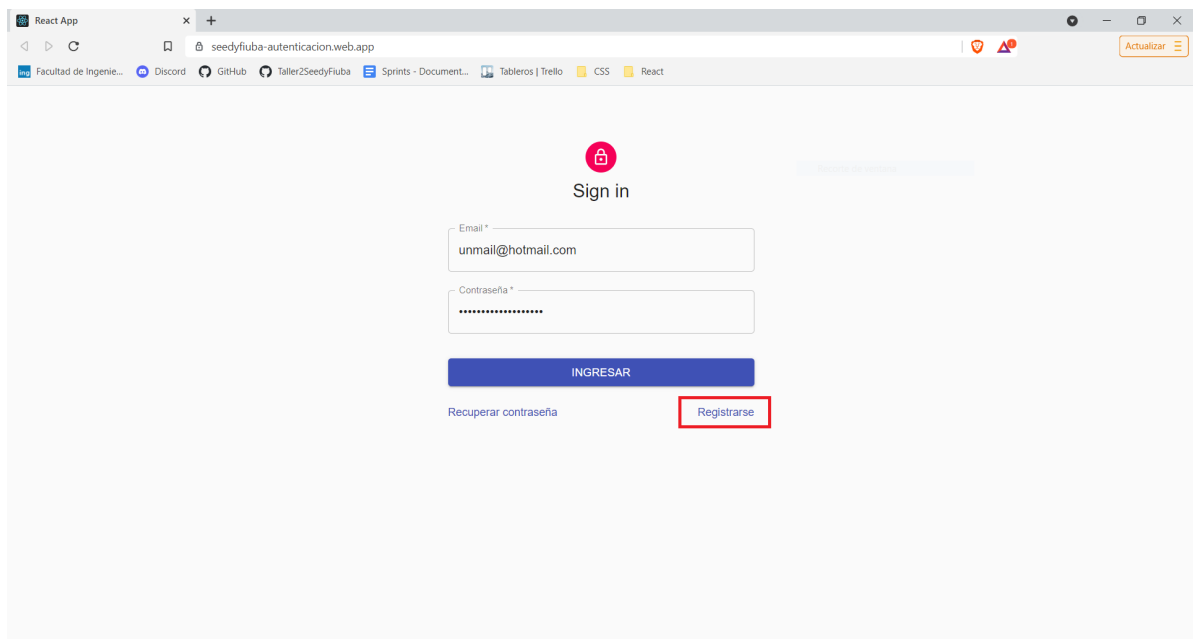 React App
seedyfiuba-autenticacion.web.app
Actualizar
Facultad de Ingenie... Discord GitHub Taller2SeedyFiuba Sprints - Document... Tableros | Trello CSS React
Sign in
Email *
unmail@hotmail.com
Contraseña *
INGRESAR
Recuperar contraseña Registrarse